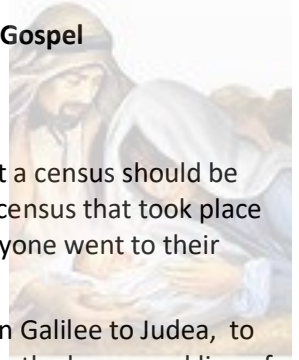 Gospel
t a census should be
census that took place
yone went to their
n Galilee to Judea, to